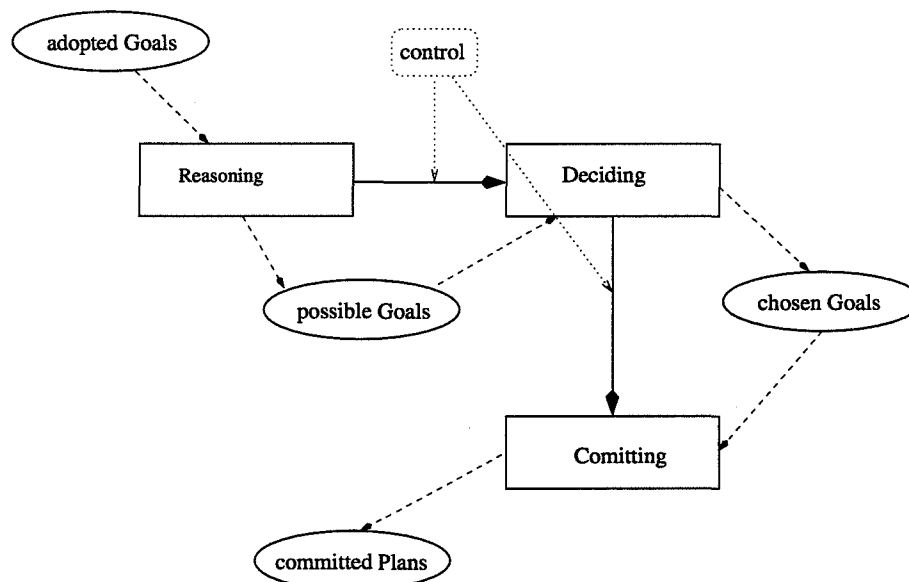 adopted Goals
control
Reasoning
Deciding
possible Goals
chosen Goals
Comitting
committed Plans